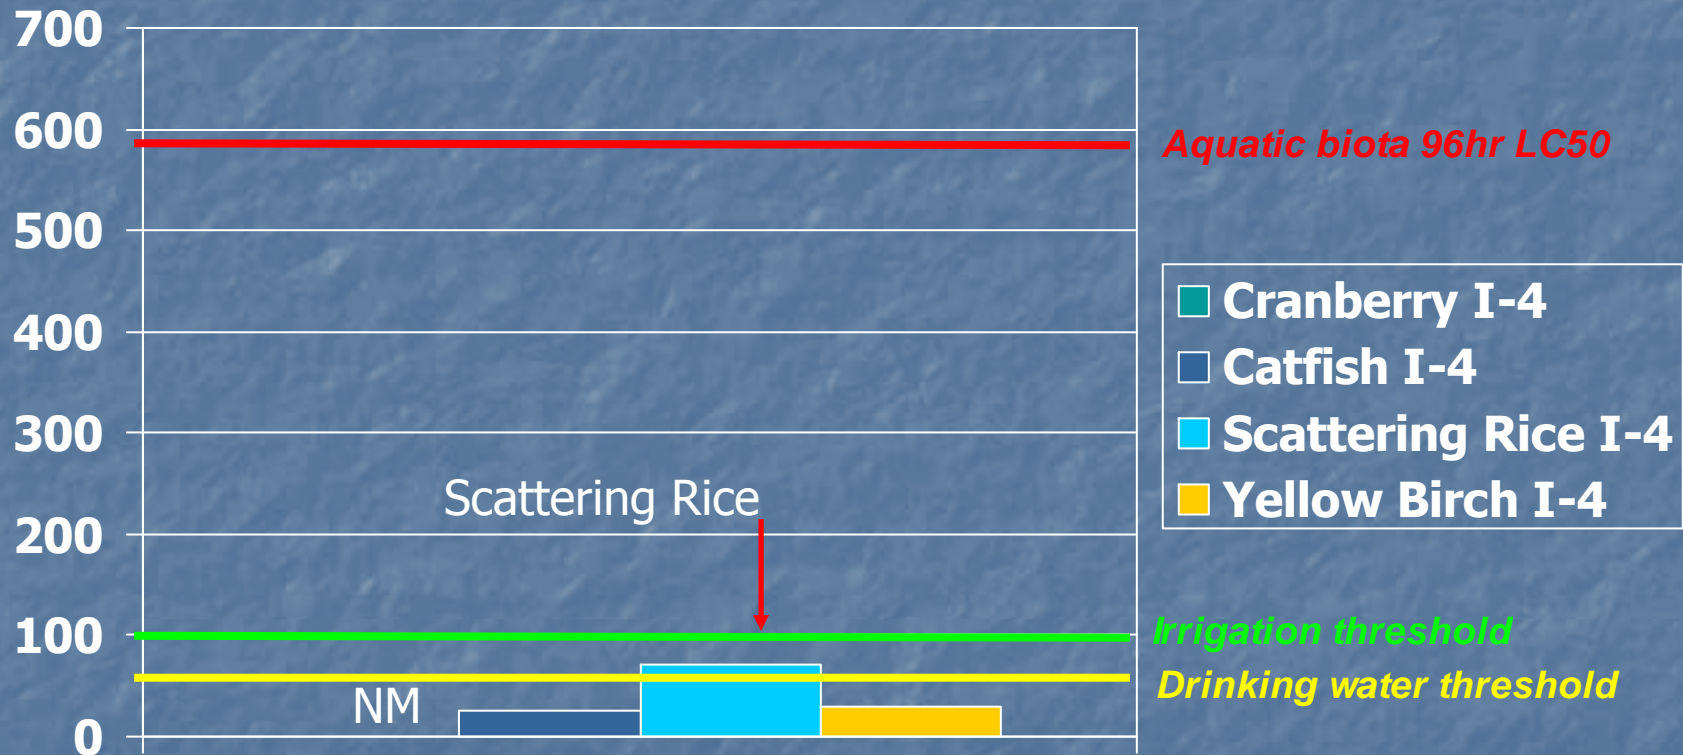 700
600
Aquatic biota 96hr LC50
500
400
300
200
100
0
Scattering Rice
NM
Cranberry I-4
Catfish I-4
Scattering Rice I-4
Yellow Birch I-4
Irrigation threshold
Drinking water threshold